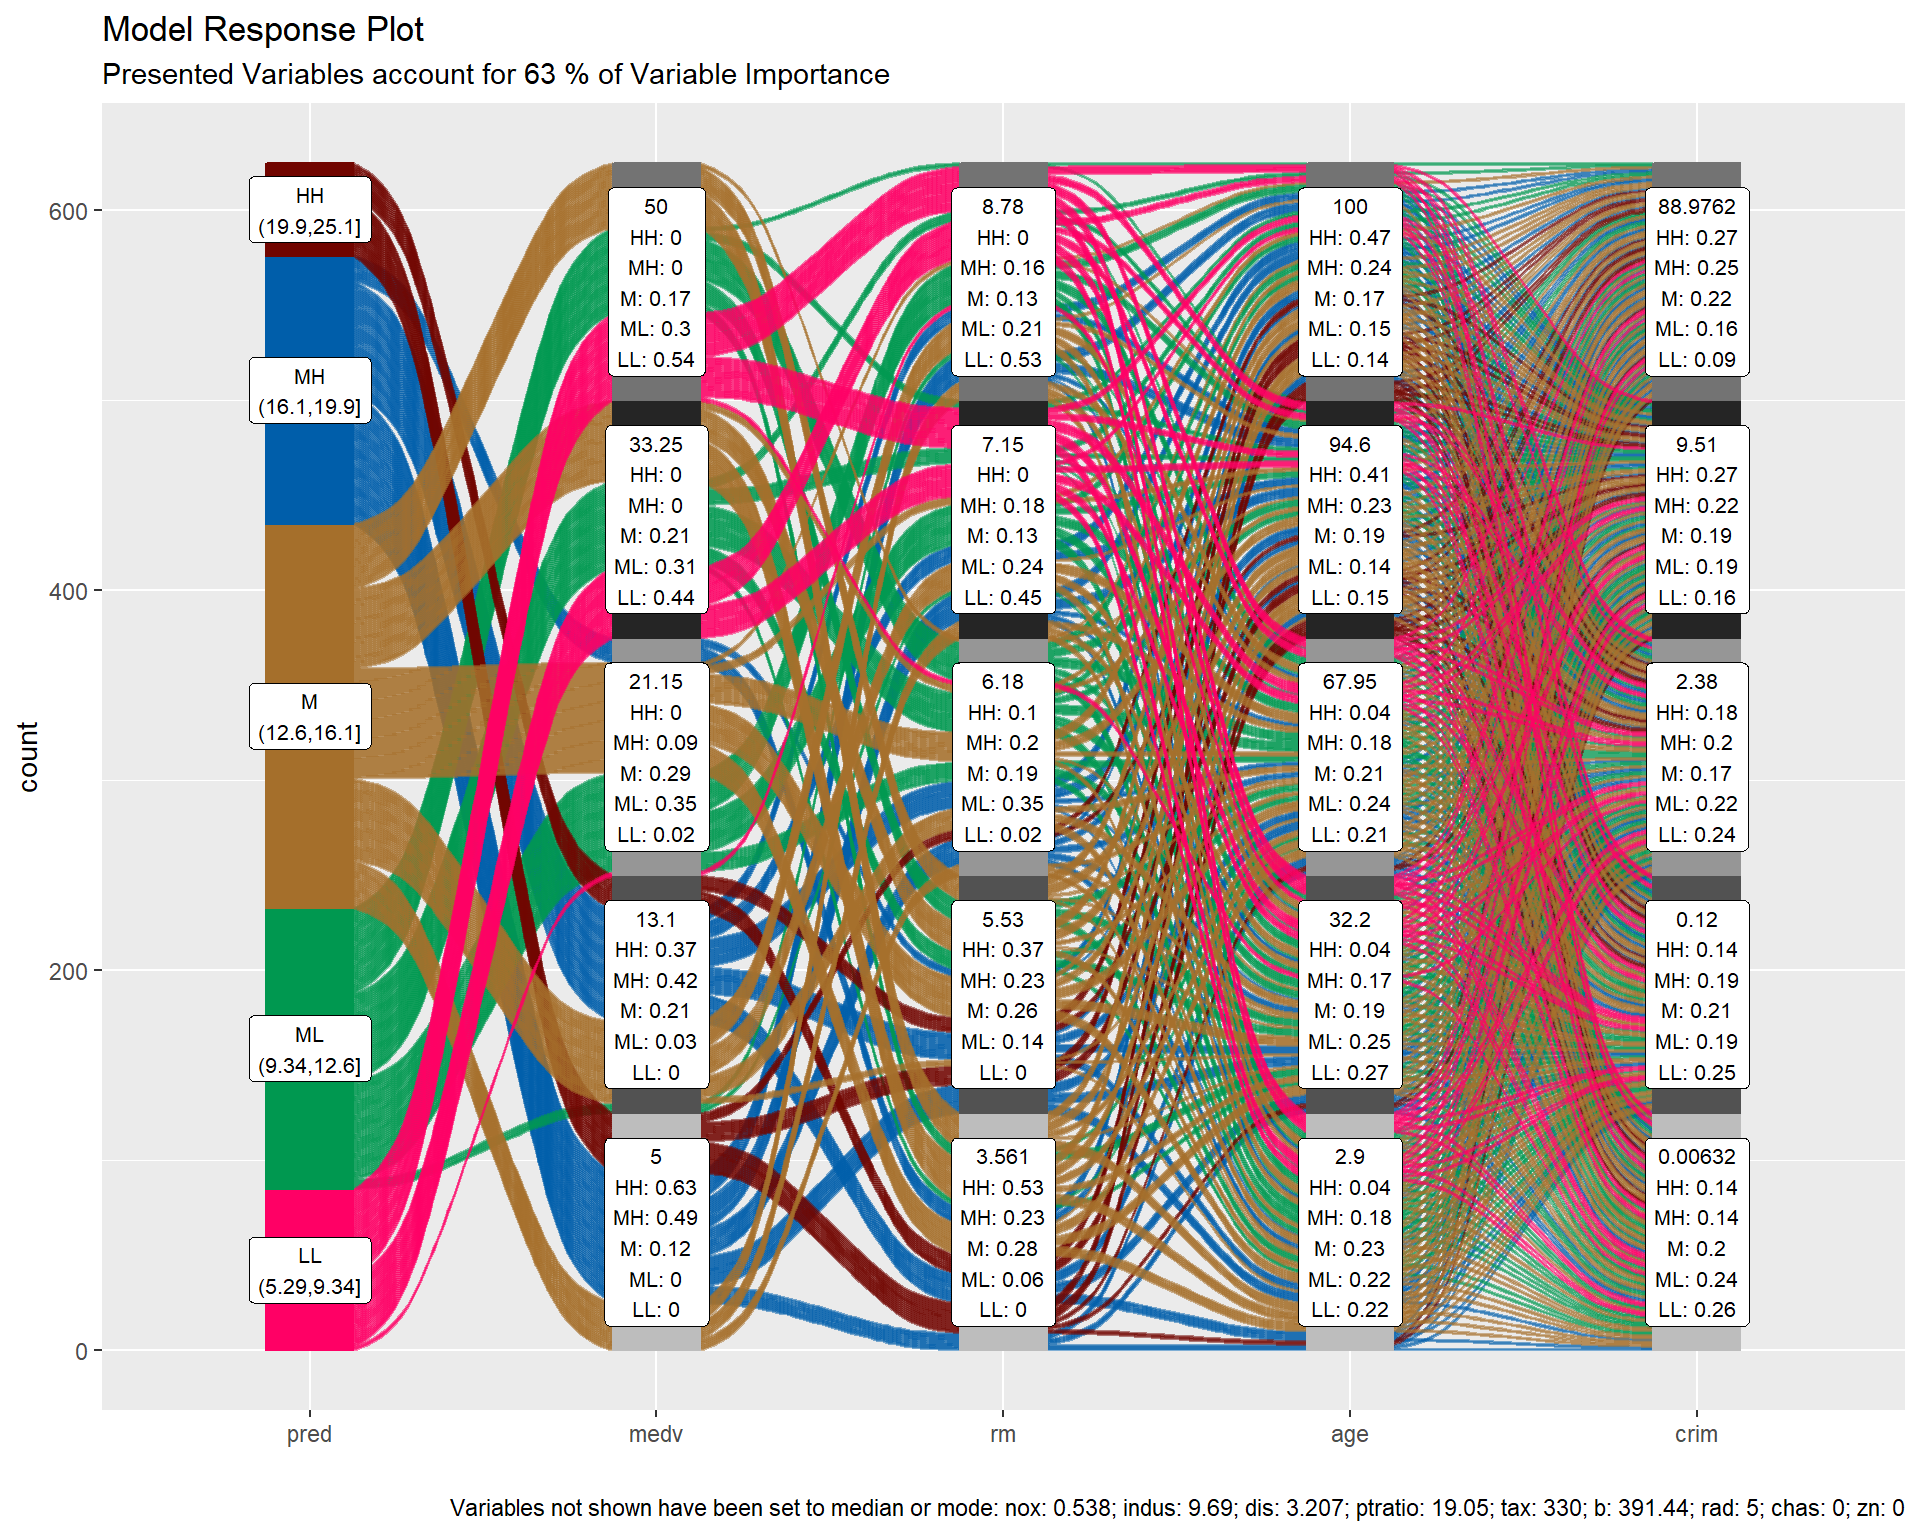 Model Response Plot
Presented Variables account for 63 % of Variable Importance
count
600
400
200
0
HH
(19.9,25.1]
MH
(16.1,19.9]
M
(12.6,16.1]
ML
(9.34,12.6]
LL
(5.29,9.34]
50
HH: 0
MH: 0
M: 0.17
ML: 0.3
LL: 0.54
33.25
HH: 0
MH: 0
M: 0.21
ML: 0.31
LL: 0.44
21.15
HH: 0
MH: 0.09
M: 0.29
ML: 0.35
LL: 0.02
13.1
HH: 0.37
MH: 0.42
M: 0.21
ML: 0.03
LL: 0
5
HH: 0.63
MH: 0.49
M: 0.12
ML: 0
LL: 0
8.78
HH: 0
MH: 0.16
M: 0.13
ML: 0.21
LL: 0.53
7.15
HH: 0
MH: 0.18
M: 0.13
ML: 0.24
LL: 0.45
6.18
HH: 0.1
MH: 0.2
M: 0.19
ML: 0.35
LL: 0.02
5.53
HH: 0.37
MH: 0.23
M: 0.26
ML: 0.14
LL: 0
3.561
HH: 0.53
MH: 0.23
M: 0.28
ML: 0.06
LL: 0
100
HH: 0.47
MH: 0.24
M: 0.17
ML: 0.15
LL: 0.14
94.6
HH: 0.41
MH: 0.23
M: 0.19
ML: 0.14
LL: 0.15
67.95
HH: 0.04
MH: 0.18
M: 0.21
ML: 0.24
LL: 0.21
32.2
HH: 0.04
MH: 0.17
M: 0.19
ML: 0.25
LL: 0.27
2.9
HH: 0.04
MH: 0.18
M: 0.23
ML: 0.22
LL: 0.22
88.9762
HH: 0.27
MH: 0.25
M: 0.22
ML: 0.16
LL: 0.09
9.51
HH: 0.27
MH: 0.22
M: 0.19
ML: 0.19
LL: 0.16
2.38
HH: 0.18
MH: 0.2
M: 0.17
ML: 0.22
LL: 0.24
0.12
HH: 0.14
MH: 0.19
M: 0.21
ML: 0.19
LL: 0.25
0.00632
HH: 0.14
MH: 0.14
M: 0.2
ML: 0.24
LL: 0.26
pred
medv
rm
age
crim
Variables not shown have been set to median or mode: nox: 0.538; indus: 9.69; dis: 3.207; ptratio: 19.05; tax: 330; b: 391.44; rad: 5; chas: 0; zn: 0